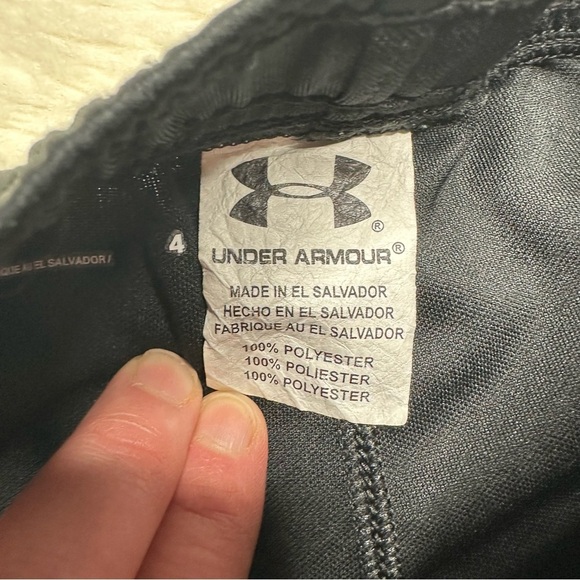 4
®
UNDER ARMOUR®
MADE IN EL SALVADOR
HECHO EN EL SALVADOR
FABRIQUE AU EL SALVADOR
100% POLYESTER
100% POLIESTER
100% POLYESTER
QUE AU EL SALVADOR /